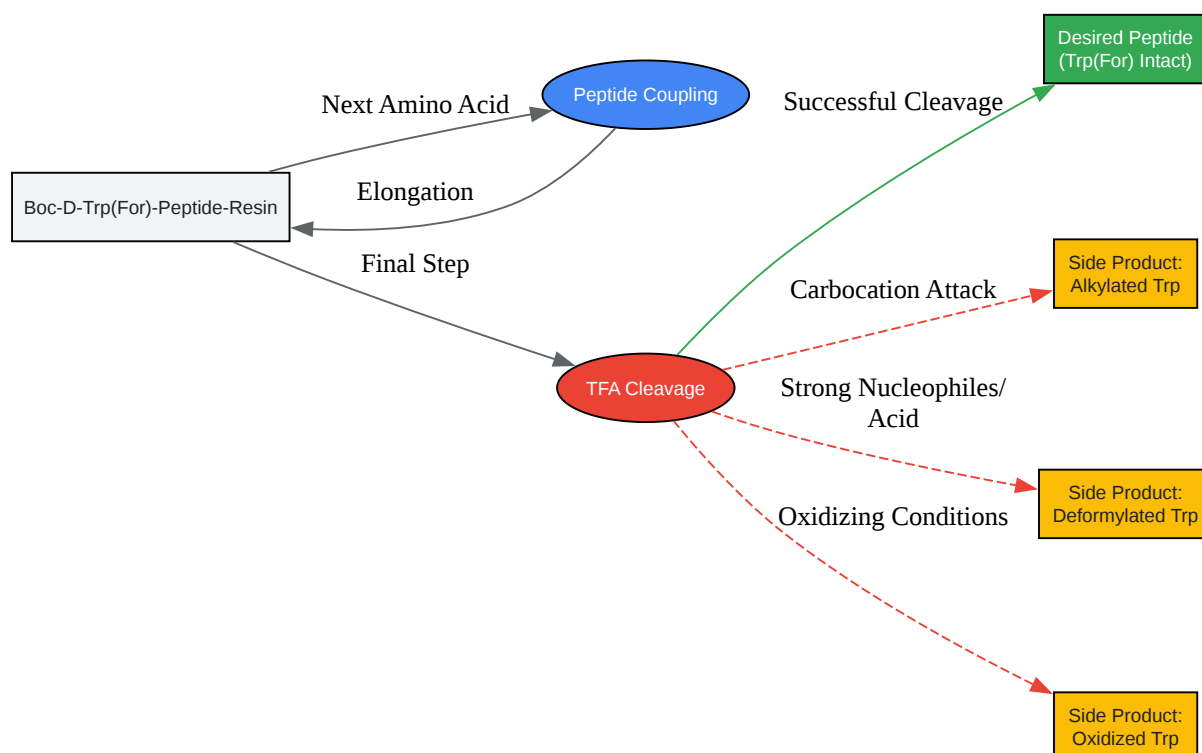 Desired Peptide
(Trp(For) Intact)
Peptide Coupling
Next Amino Acid
Successful Cleavage
Boc-D-Trp(For)-Peptide-Resin
Elongation
Final Step
Side Product:
Alkylated Trp
Carbocation Attack
TFA Cleavage
Strong Nucleophiles/
Acid
Side Product:
Deformylated Trp
Oxidizing Conditions
Side Product:
Oxidized Trp